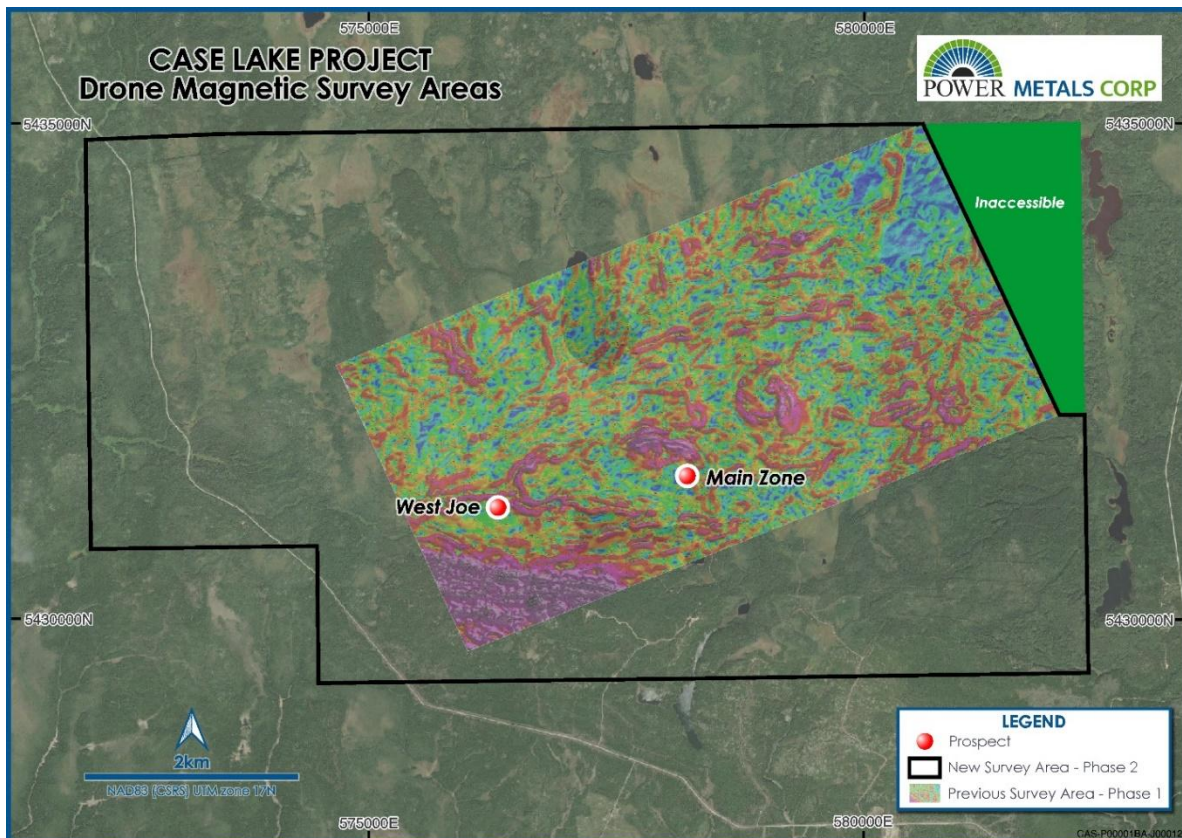 575000E
580000E
CASE LAKE PROJECT
Drone Magnetic Survey Areas
POWER METALS CORP
5435000N
5435000N
Inaccessible
Main Zone
West Joe
5430000N
5430000N
2km
NAD83 (CSRS) UTM zone 17N
LEGEND
Prospect
New Survey Area - Phase 2
Previous Survey Area - Phase 1
575000E
580000E
CAS-P00001BA-J00012